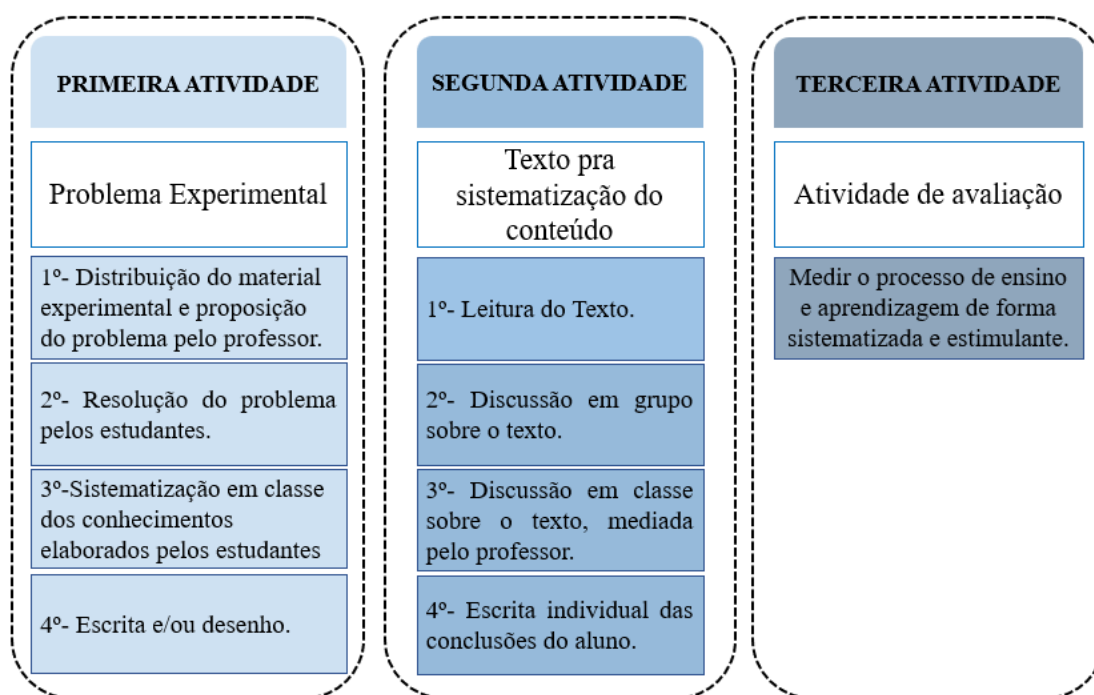 PRIMEIRA ATIVIDADE
Problema Experimental
1º- Distribuição do material
experimental e proposição
do problema pelo professor.
2º- Resolução do problema
pelos estudantes.
3º-Sistematização em classe
dos conhecimentos
elaborados pelos estudantes
4º- Escrita e/ou desenho.
SEGUNDA ATIVIDADE
Texto pra
sistematização do
conteúdo
1º- Leitura do Texto.
2º- Discussão em grupo
sobre o texto.
3º- Discussão em classe
sobre o texto, mediada
pelo professor.
4º- Escrita individual das
conclusões do aluno.
TERCEIRA ATIVIDADE
Atividade de avaliação
Medir o processo de ensino
e aprendizagem de forma
sistematizada e estimulante.